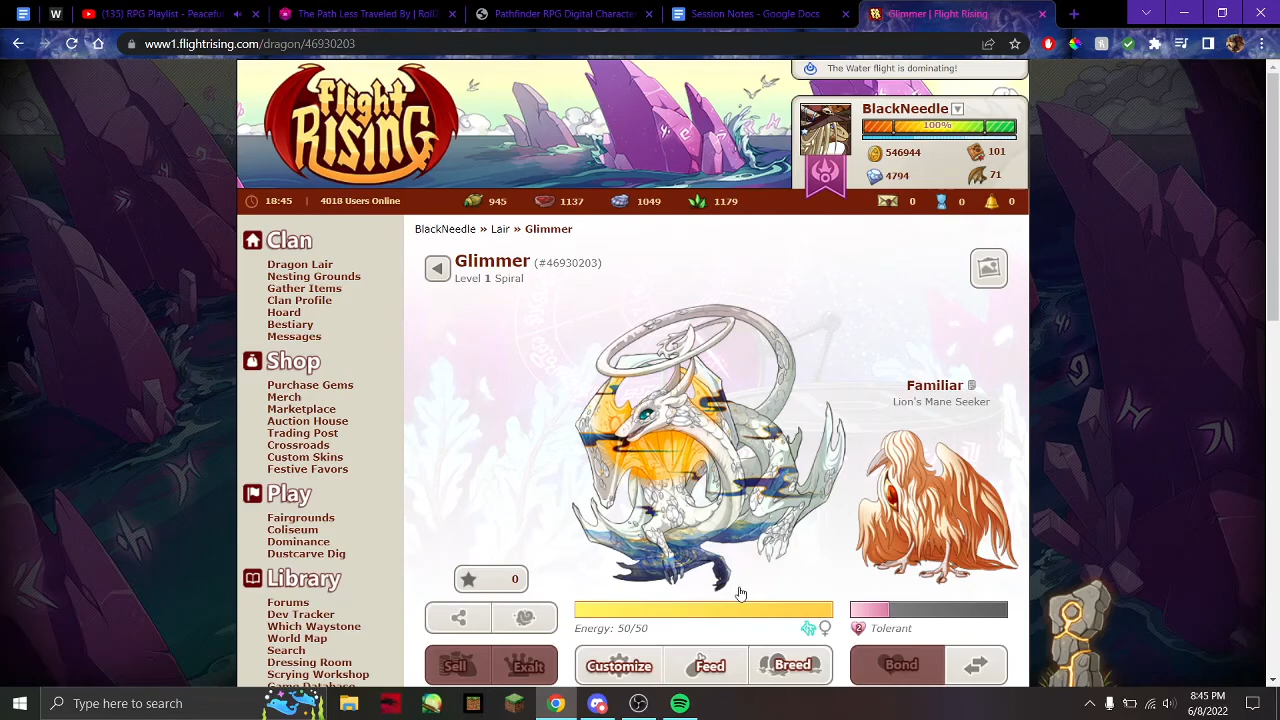 (135) RPG Playlist - Peaceful
The Path Less Traveled By | Roll2
Pathfinder RPG Digital Characte
Session Notes - Google Docs
Glimmer | Flight Rising
www1.flightrising.com/dragon/46930203
The Water flight is dominating!
flight RISING
BlackNeedle
100%
546944 101
4794 71
18:45 | 4018 Users Online 945 1137 1049 1179 0 0 0
BlackNeedle » Lair » Glimmer
Clan
Dragon Lair
Nesting Grounds
Gather Items
Clan Profile
Hoard
Bestiary
Messages
Shop
Purchase Gems
Merch
Marketplace
Auction House
Trading Post
Crossroads
Custom Skins
Festive Favors
Play
Fairgrounds
Coliseum
Dominance
Dustcarve Dig
Library
Forums
Dev Tracker
Which Waystone
World Map
Search
Dressing Room
Scrying Workshop
Game Database
Glimmer (#46930203)
Level 1 Spiral
Familiar
Lion's Mane Seeker
0
Energy: 50/50
2 Tolerant
Sell Exalt Customize Feed Breed Bond
Type here to search
8:45 PM
6/8/2022